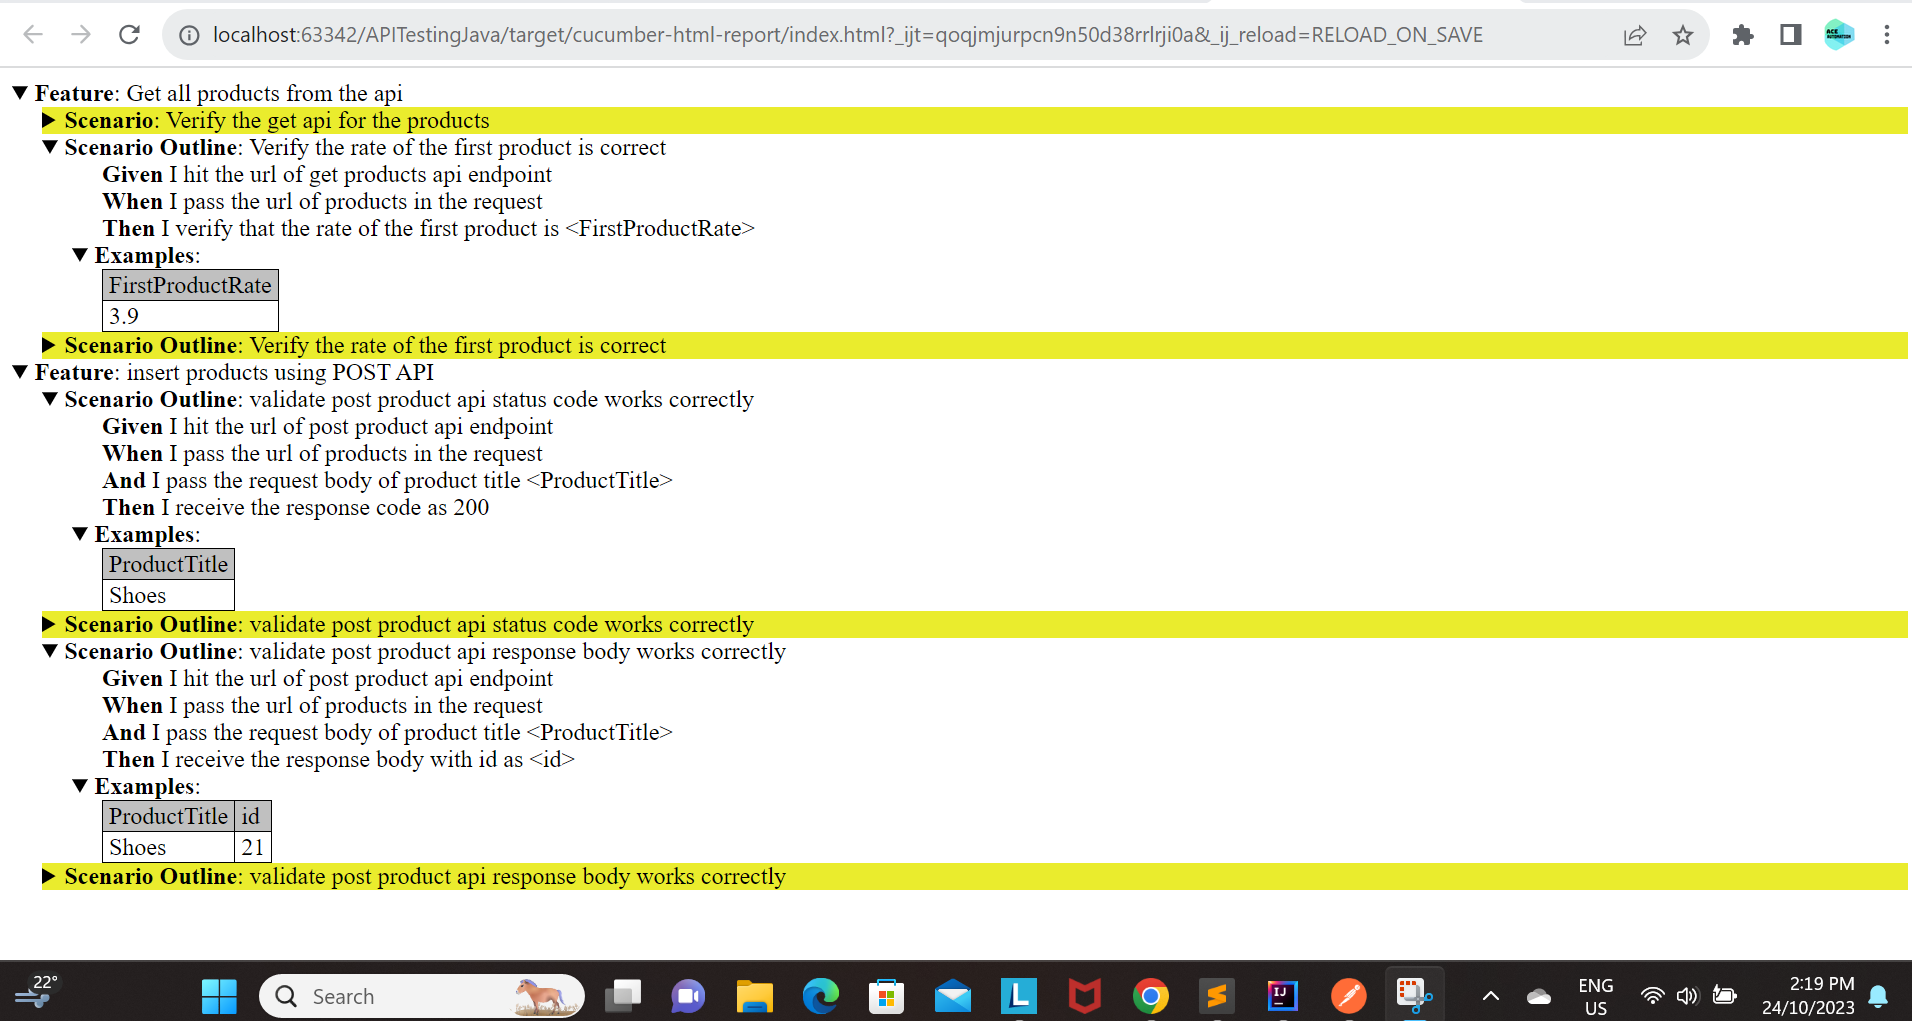 localhost:63342/APITestingJava/target/cucumber-html-report/index.html?_ijt=qoqjmjurpcn9n50d38rrlrji0a&_ij_reload=RELOAD_ON_SAVE
ACE
AUTOMATION
Feature: Get all products from the api
Scenario: Verify the get api for the products
Scenario Outline: Verify the rate of the first product is correct
Given I hit the url of get products api endpoint
When I pass the url of products in the request
Then I verify that the rate of the first product is <FirstProductRate>
Examples:
FirstProductRate
3.9
Scenario Outline: Verify the rate of the first product is correct
Feature: insert products using POST API
Scenario Outline: validate post product api status code works correctly
Given I hit the url of post product api endpoint
When I pass the url of products in the request
And I pass the request body of product title <ProductTitle>
Then I receive the response code as 200
Examples:
ProductTitle
Shoes
Scenario Outline: validate post product api status code works correctly
Scenario Outline: validate post product api response body works correctly
Given I hit the url of post product api endpoint
When I pass the url of products in the request
And I pass the request body of product title <ProductTitle>
Then I receive the response body with id as <id>
Examples:
ProductTitle id
Shoes 21
Scenario Outline: validate post product api response body works correctly
22°
Search
L
IJ
ENG
US
2:19 PM
24/10/2023